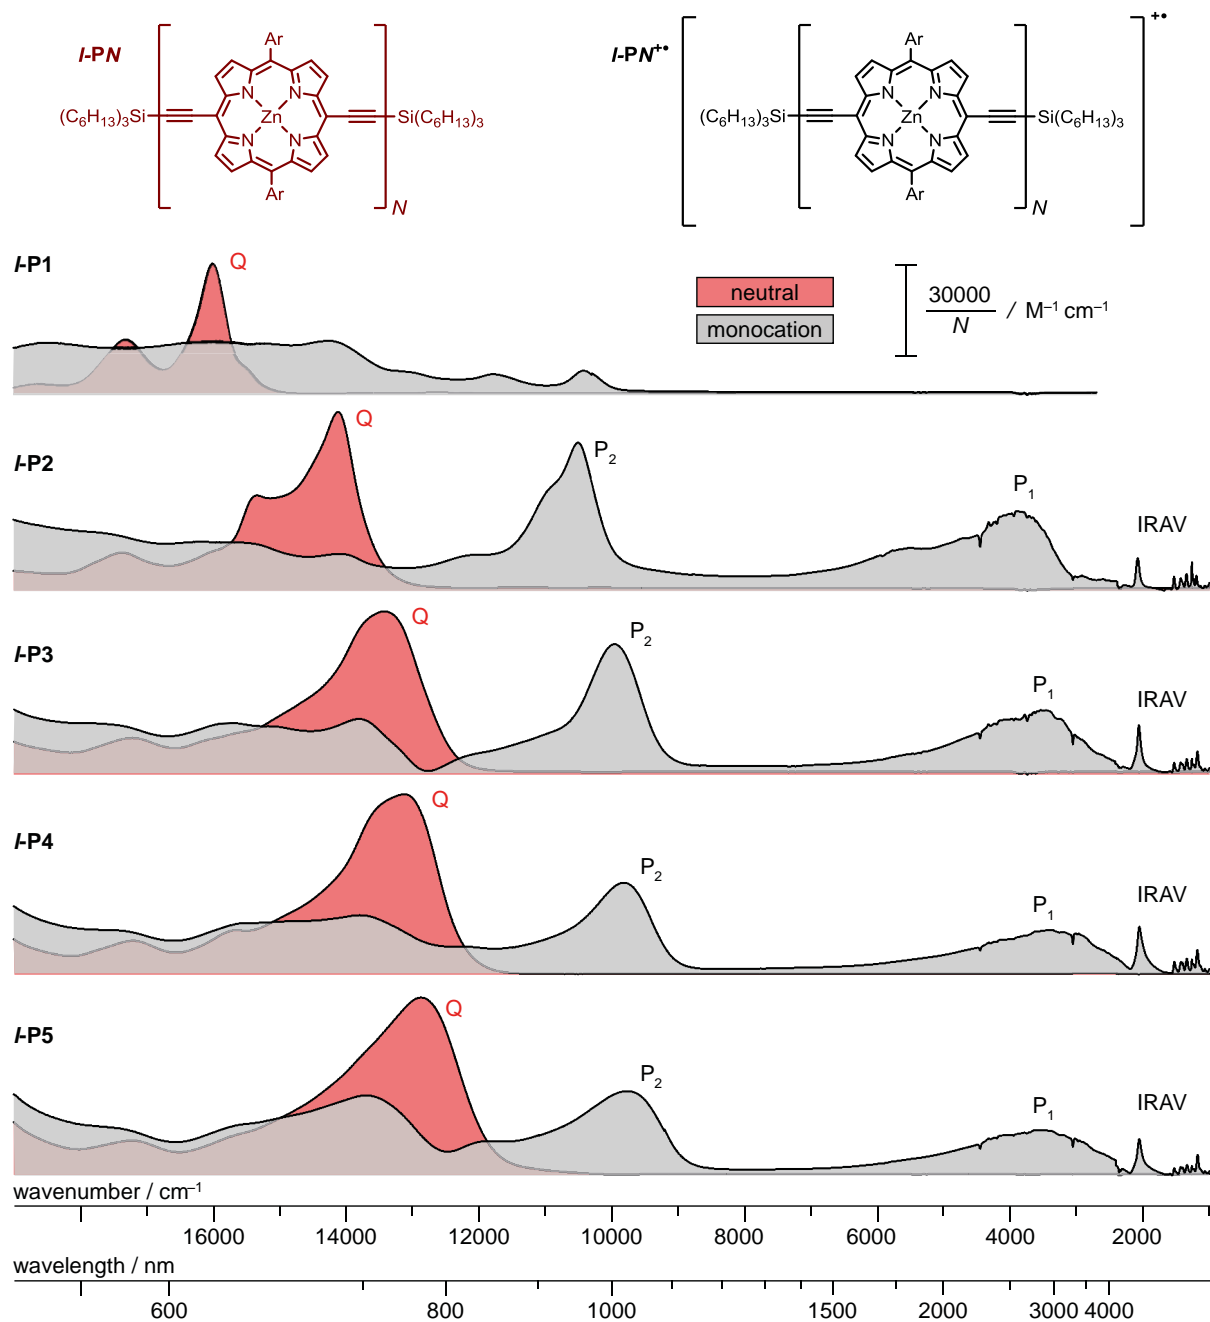 l-PN
Ar
N N
Zn
N N
(C6H13)3Si
Si(C6H13)3
Ar
N
l-PN+•
+•
Ar
N N
Zn
N N
(C6H13)3Si
Si(C6H13)3
Ar
N
l-P1
Q
neutral
monocation
30000
N
/ M–1 cm–1
l-P2
Q
P2
P1
IRAV
l-P3
Q
P2
P1
IRAV
l-P4
Q
P2
P1
IRAV
l-P5
Q
P2
P1
IRAV
wavenumber / cm–1
16000 14000 12000 10000 8000 6000 4000 2000
wavelength / nm
600 800 1000 1500 2000 3000 4000